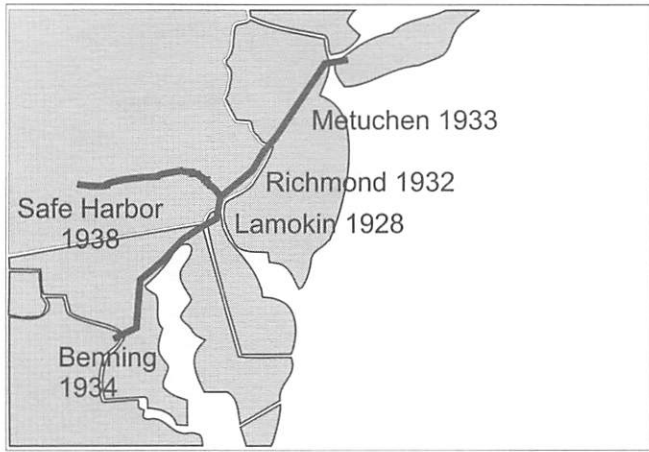 Metuchen 1933
Richmond 1932
Safe Harbor
1938
Lamokin 1928
Benning
1934